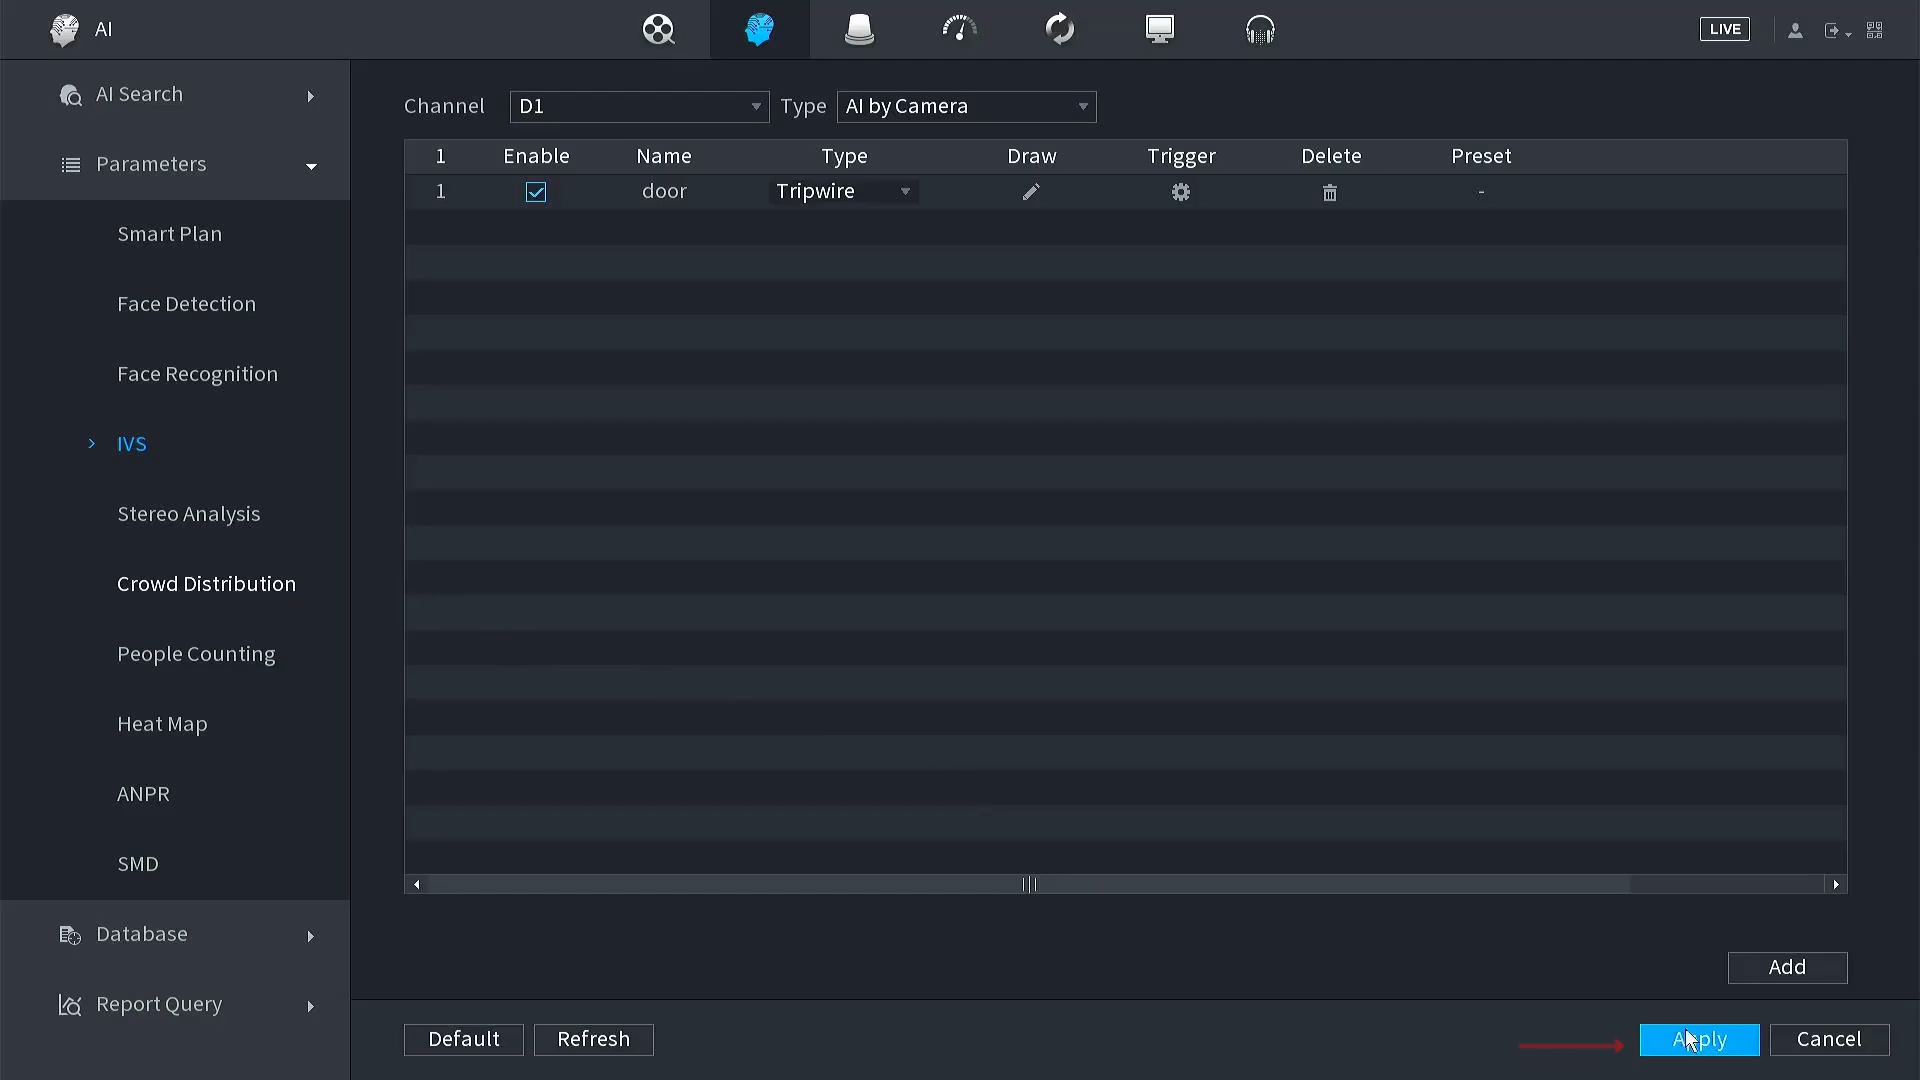 AI
LIVE
AI Search
Parameters
Smart Plan
Face Detection
Face Recognition
IVS
Stereo Analysis
Crowd Distribution
People Counting
Heat Map
ANPR
SMD
Database
Report Query
Channel D1 Type AI by Camera
1 Enable Name Type Draw Trigger Delete Preset
1 door Tripwire -
Add
Default Refresh Apply Cancel